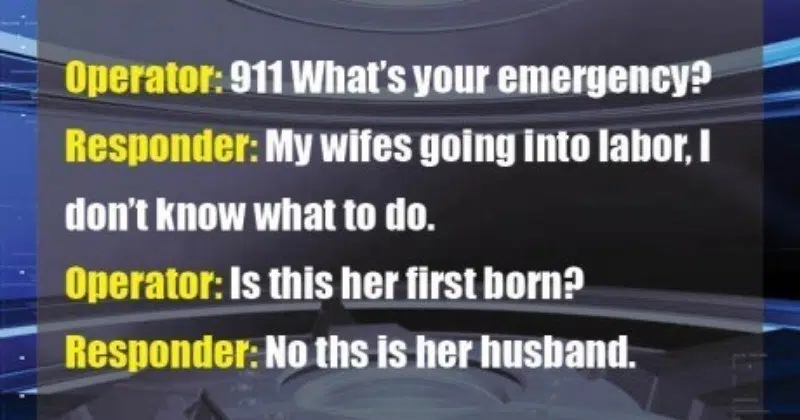 Operator: 911 What's your emergency?
Responder: My wifes going into labor, I
don't know what to do.
Operator: Is this her first born?
Responder: No ths is her husband.